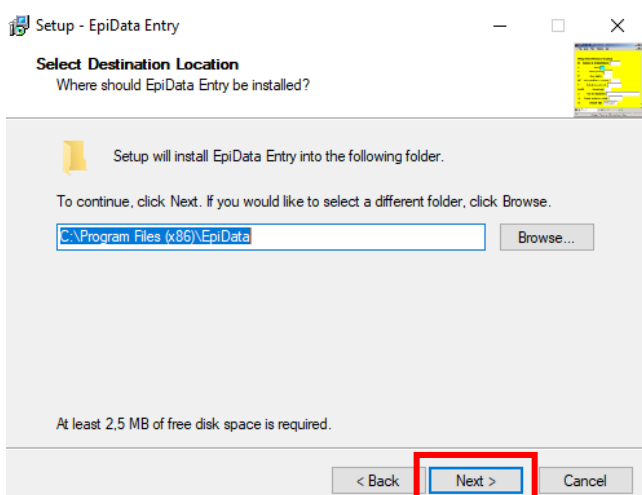 Setup - EpiData Entry
Select Destination Location
Where should EpiData Entry be installed?
Setup will install EpiData Entry into the following folder.
To continue, click Next. If you would like to select a different folder, click Browse.
C:\Program Files (x86)\EpiData
Browse...
At least 2,5 MB of free disk space is required.
< Back
Next >
Cancel